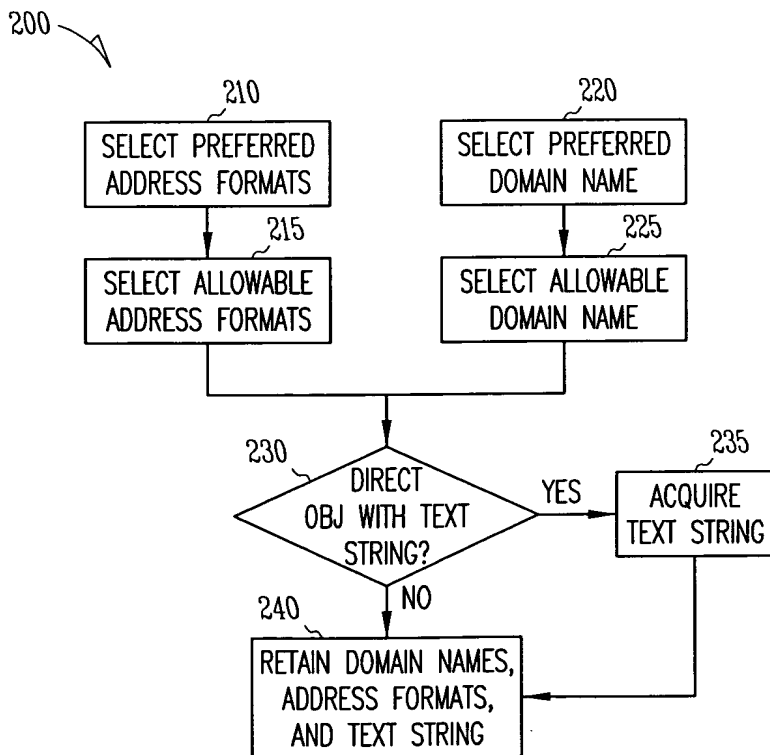 200
210
SELECT PREFERRED
ADDRESS FORMATS
220
SELECT PREFERRED
DOMAIN NAME
215
SELECT ALLOWABLE
ADDRESS FORMATS
225
SELECT ALLOWABLE
DOMAIN NAME
230
DIRECT
OBJ WITH TEXT
STRING?
YES
235
ACQUIRE
TEXT STRING
NO
240
RETAIN DOMAIN NAMES,
ADDRESS FORMATS,
AND TEXT STRING